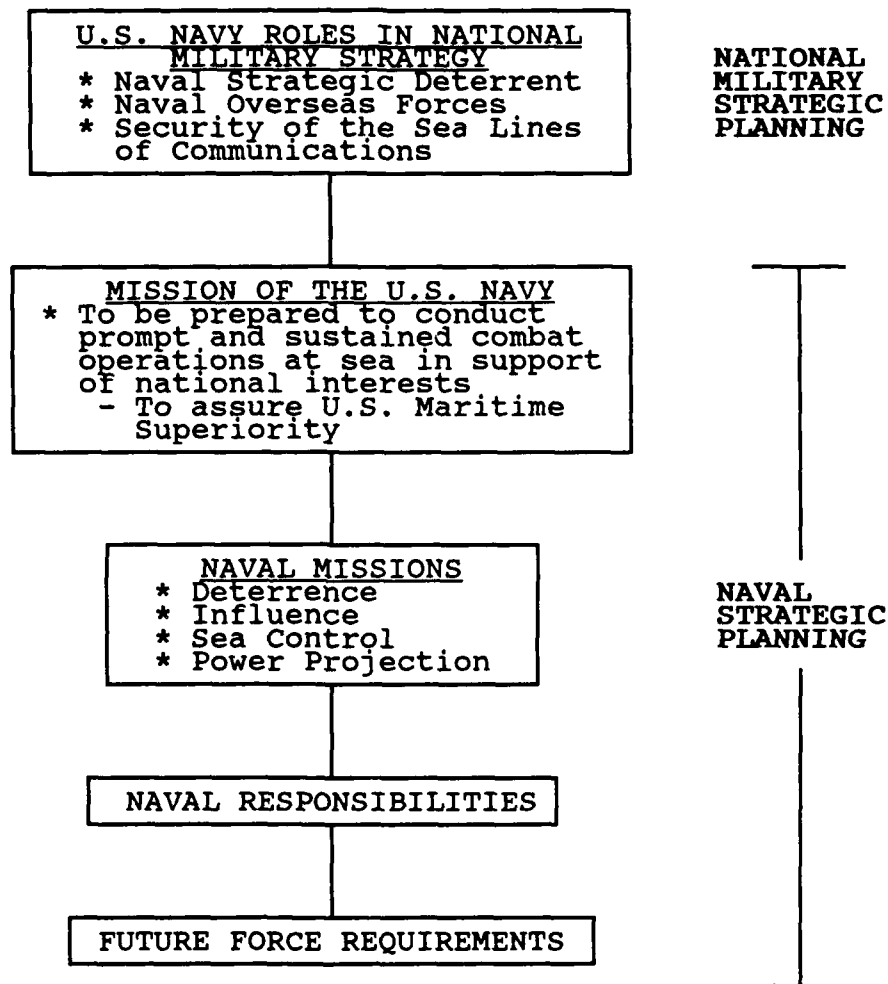 U.S. NAVY ROLES IN NATIONAL
MILITARY STRATEGY
* Naval Strategic Deterrent
* Naval Overseas Forces
* Security of the Sea Lines
of Communications
NATIONAL
MILITARY
STRATEGIC
PLANNING
MISSION OF THE U.S. NAVY
* To be prepared to conduct
prompt and sustained combat
operations at sea in support
of national interests
- To assure U.S. Maritime
Superiority
NAVAL MISSIONS
* Deterrence
* Influence
* Sea Control
* Power Projection
NAVAL
STRATEGIC
PLANNING
NAVAL RESPONSIBILITIES
FUTURE FORCE REQUIREMENTS